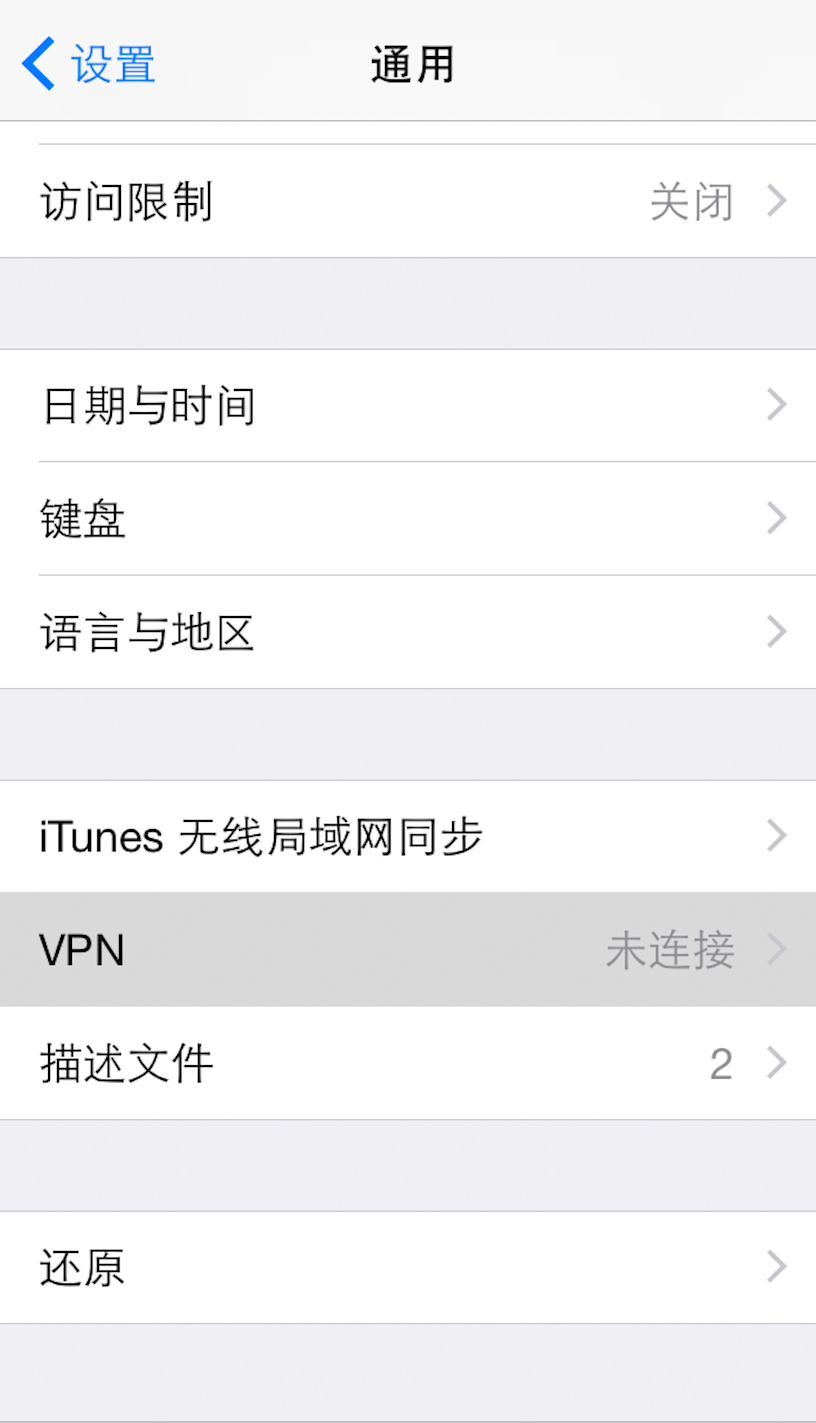 设置 通用
访问限制 关闭
日期与时间
键盘
语言与地区
iTunes 无线局域网同步
VPN 未连接
描述文件 2
还原